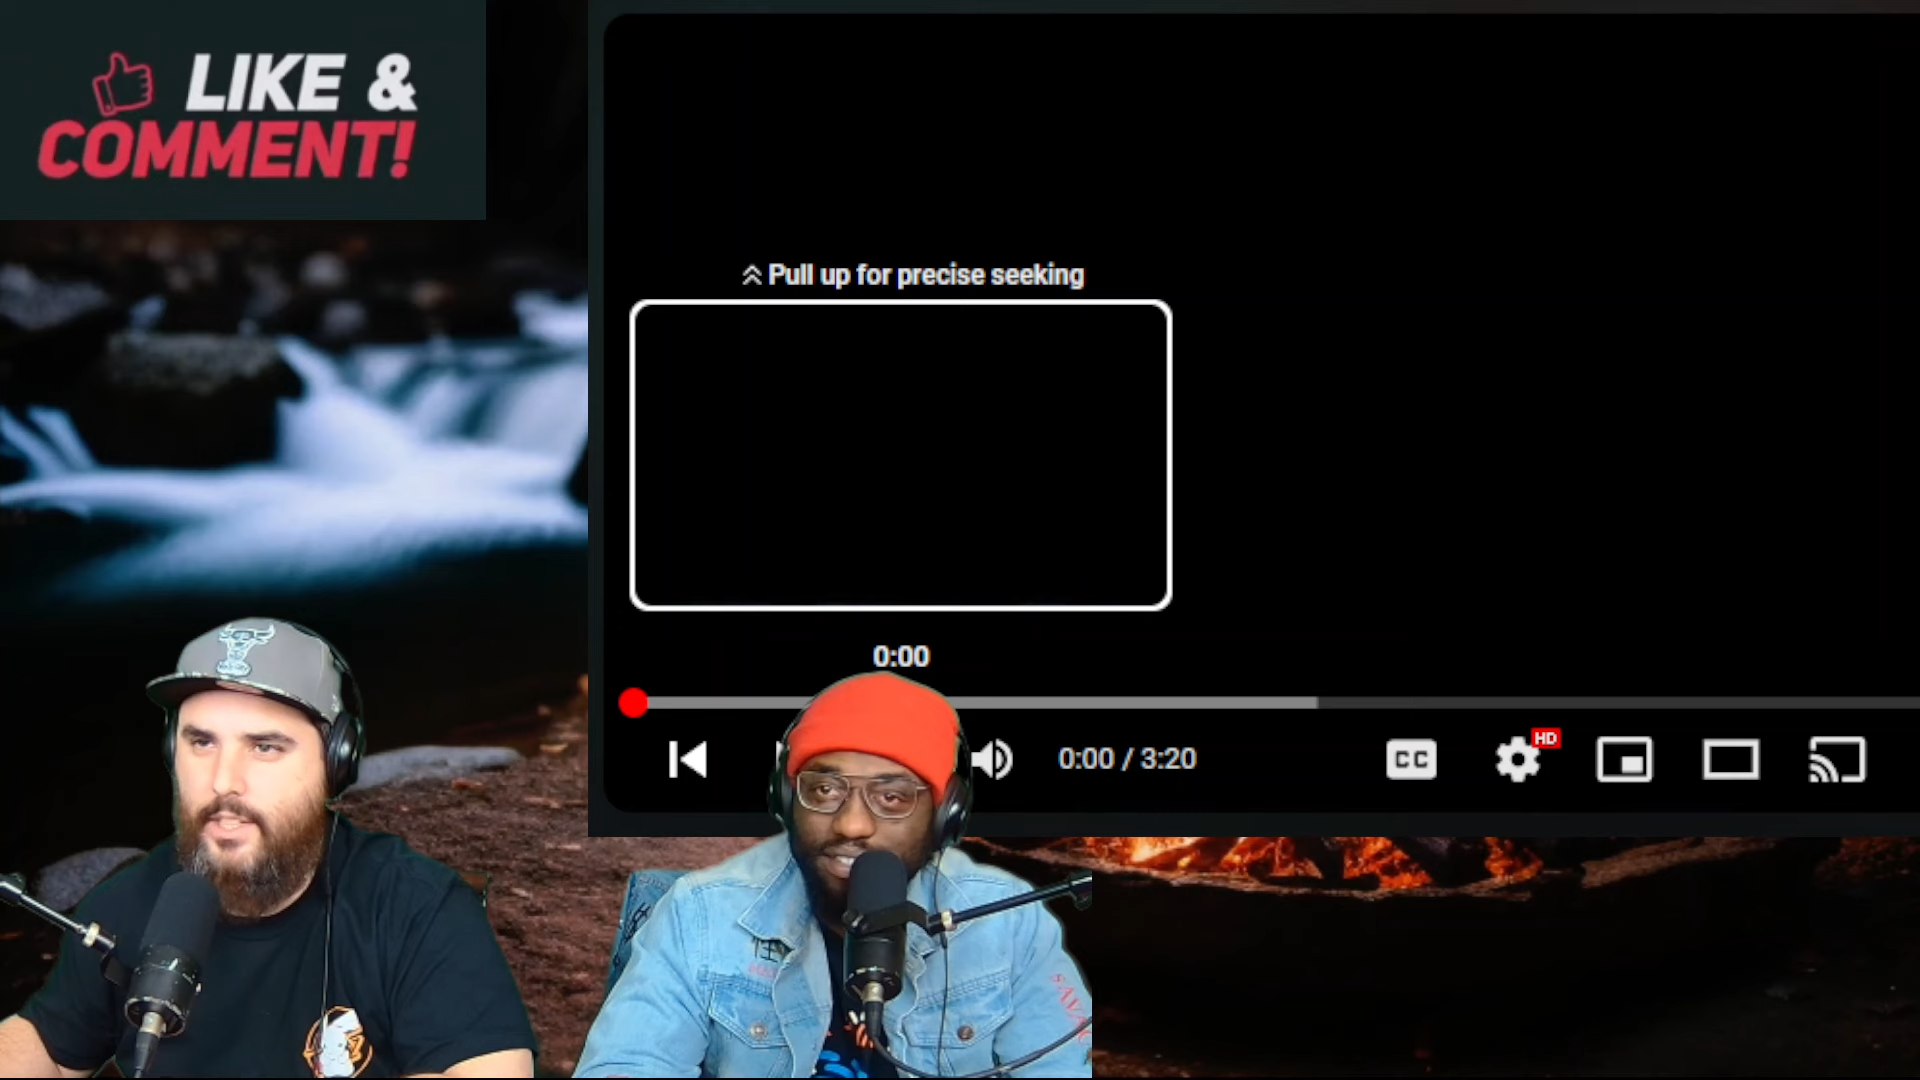 LIKE &
COMMENT!
Pull up for precise seeking
0:00
0:00 / 3:20
CC
HD